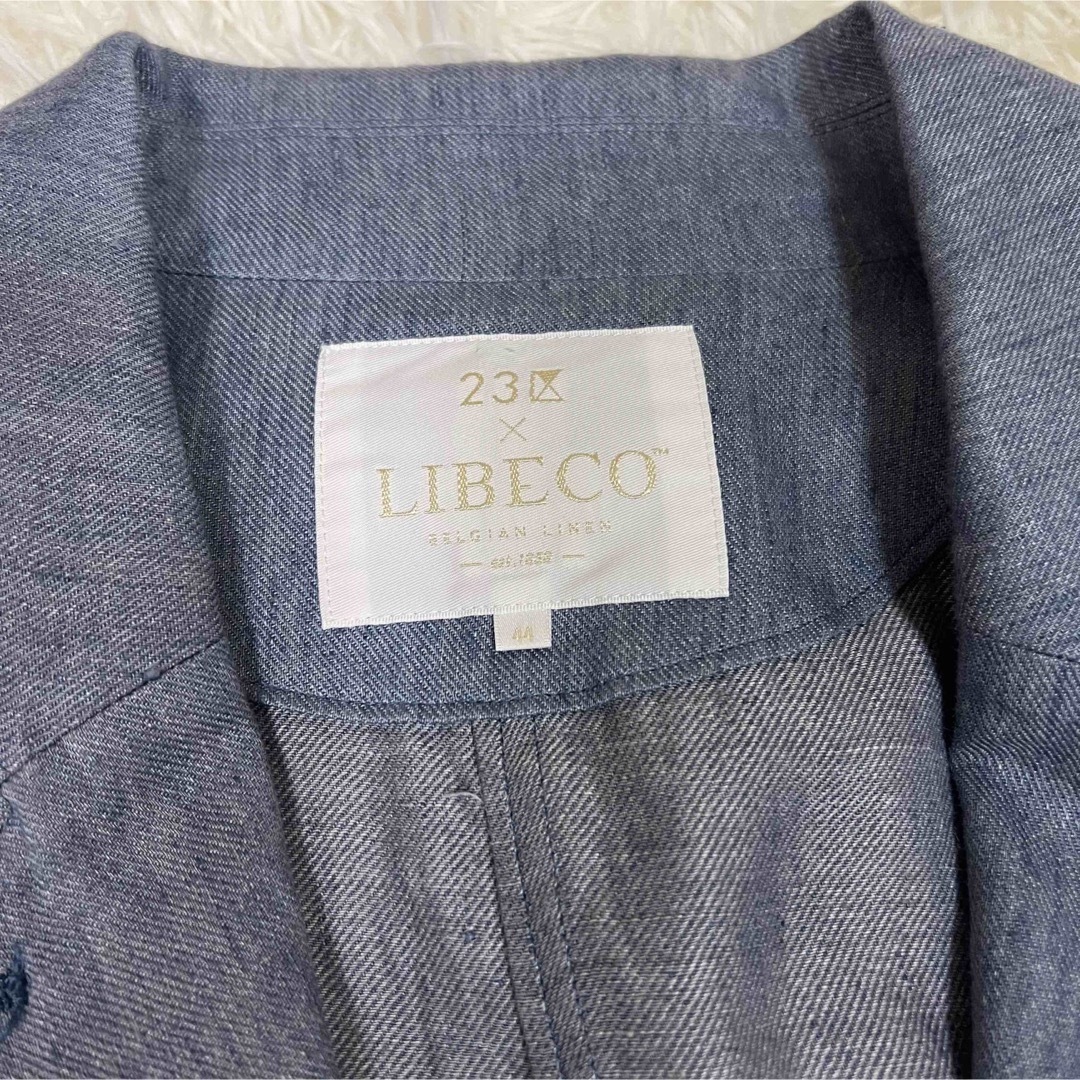 23区
×
LIBECO™
BELGIAN LINEN
— est.1858 —
44